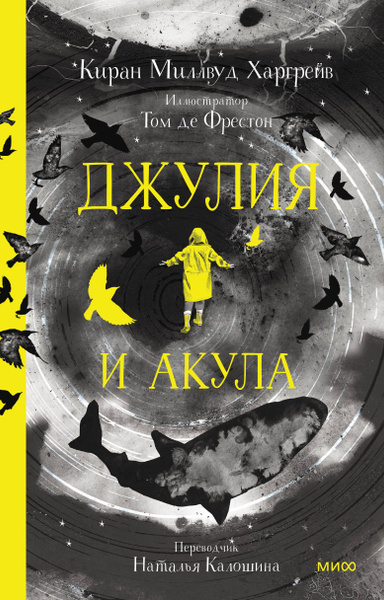 Киран Миллвуд Харгрейв
Иллюстратор
Том де Фрестон
ДЖУЛИЯ
И АКУЛА
Переводчик
Наталья Калошина
МИФ